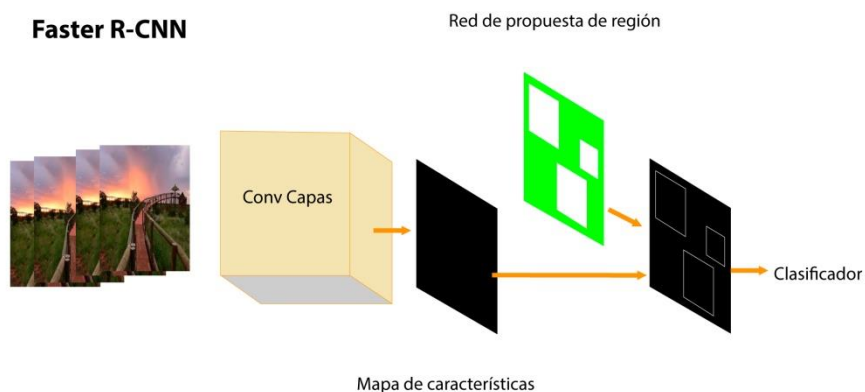 Faster R-CNN
Red de propuesta de región
Conv Capas
Clasificador
Mapa de características